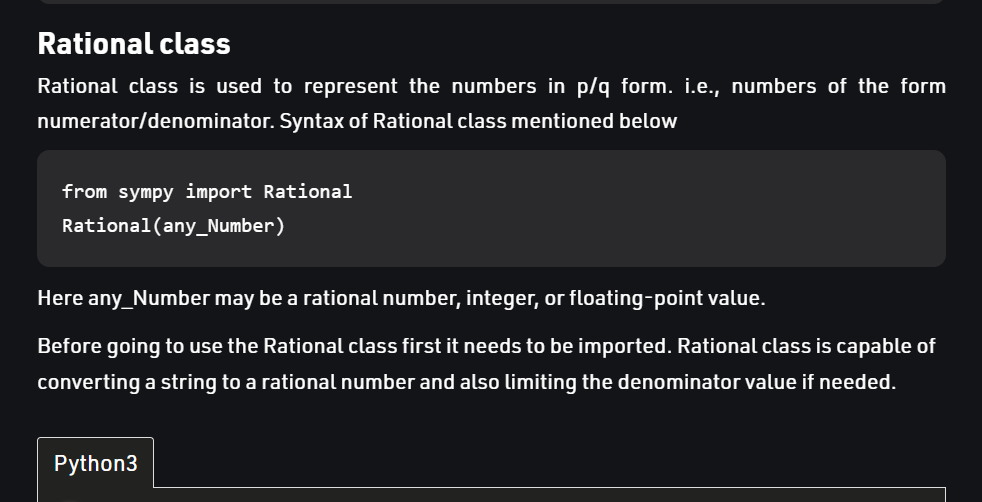 Rational class
Rational class is used to represent the numbers in p/q form. i.e., numbers of the form
numerator/denominator. Syntax of Rational class mentioned below
from sympy import Rational
Rational(any_Number)
Here any_Number may be a rational number, integer, or floating-point value.
Before going to use the Rational class first it needs to be imported. Rational class is capable of
converting a string to a rational number and also limiting the denominator value if needed.
Python3